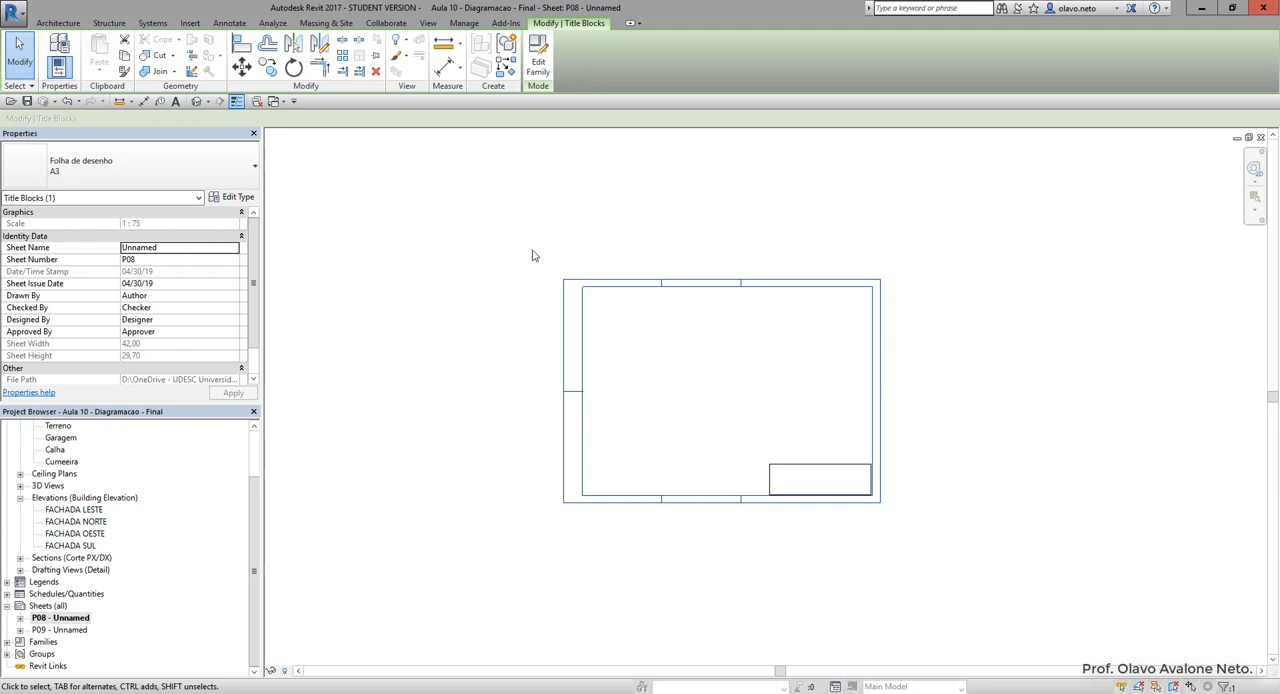 Autodesk Revit 2017 - STUDENT VERSION - Aula 10 - Diagramacao - Final - Sheet: P08 - Unnamed
Type a keyword or phrase
olavo.neto
Architecture Structure Systems Insert Annotate Analyze Massing & Site Collaborate View Manage Add-Ins Modify | Title Blocks
Modify
Paste
Cope
Cut
Join
Edit
Family
Select Properties Clipboard Geometry Modify View Measure Create Mode
Modify | Title Blocks
Properties
Folha de desenho
A3
Title Blocks (1)
Edit Type
Graphics
Scale 1 : 75
Identity Data
Sheet Name Unnamed
Sheet Number P08
Date/Time Stamp 04/30/19
Sheet Issue Date 04/30/19
Drawn By Author
Checked By Checker
Designed By Designer
Approved By Approver
Sheet Width 42,00
Sheet Height 29,70
Other
File Path D:\OneDrive - UDESC Universid...
Properties help
Apply
Project Browser - Aula 10 - Diagramacao - Final
Terreno
Garagem
Calha
Cumeeira
Ceiling Plans
3D Views
Elevations (Building Elevation)
FACHADA LESTE
FACHADA NORTE
FACHADA OESTE
FACHADA SUL
Sections (Corte PX/DX)
Drafting Views (Detail)
Legends
Schedules/Quantities
Sheets (all)
P08 - Unnamed
P09 - Unnamed
Families
Groups
Revit Links
Prof. Olavo Avalone Neto.
Click to select, TAB for alternates, CTRL adds, SHIFT unselects.
:0
Main Model
:1